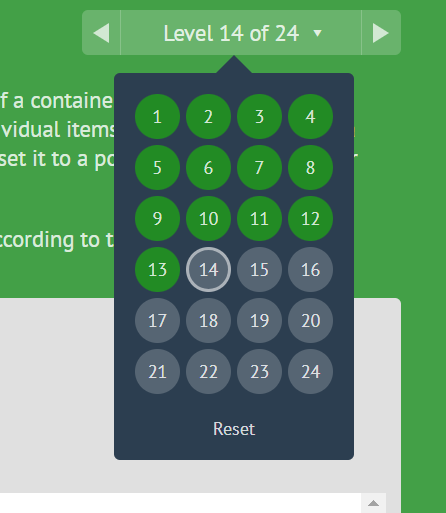 Level 14 of 24
f a containe
vidual items
set it to a po
ccording to t
1 2 3 4
5 6 7 8
9 10 11 12
13 14 15 16
17 18 19 20
21 22 23 24
Reset